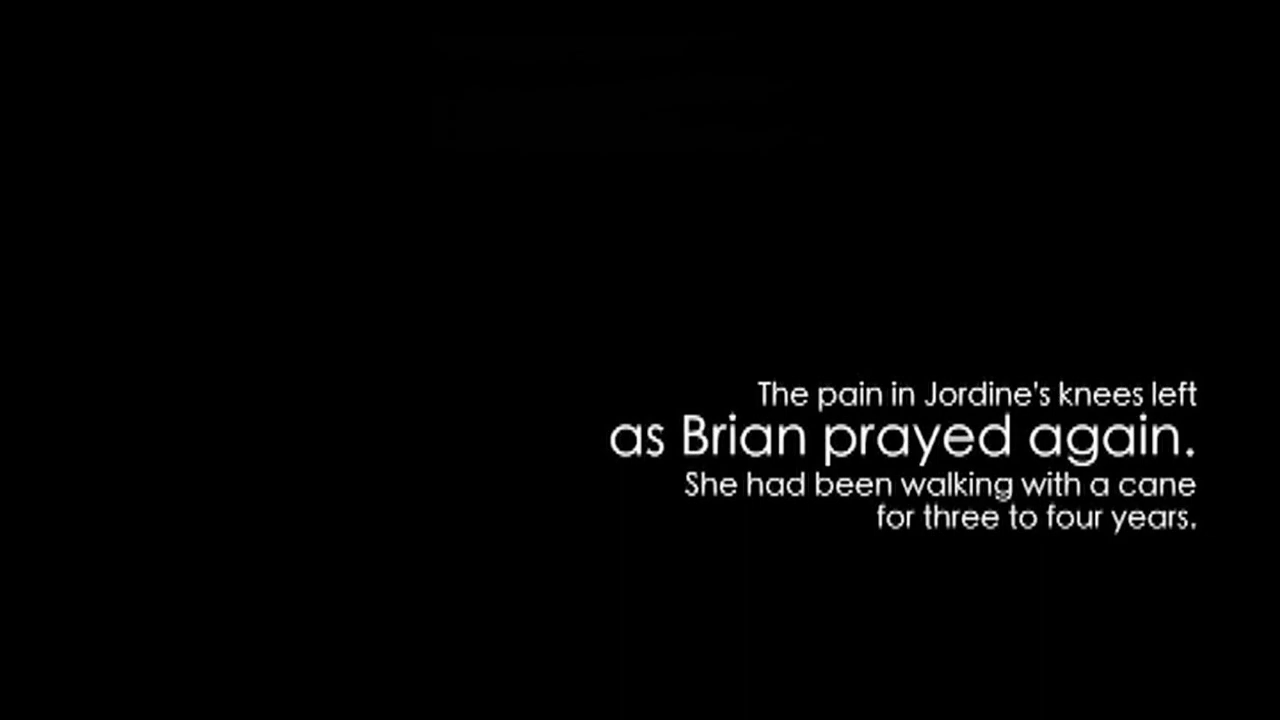 The pain in Jordine's knees left
as Brian prayed again.
She had been walking with a cane
for three to four years.